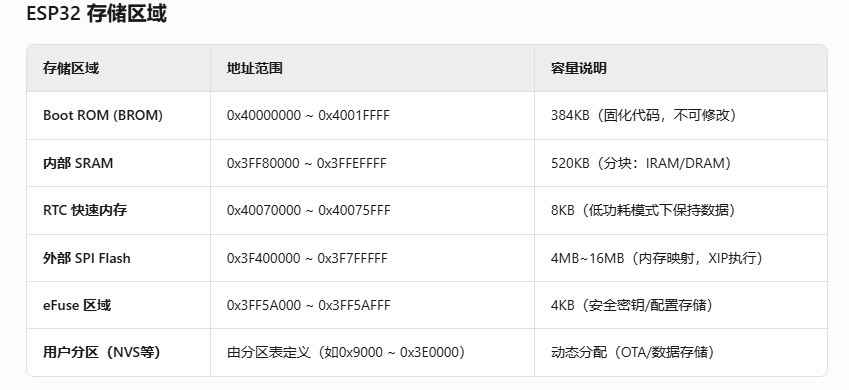 ESP32 存储区域
存储区域 地址范围 容量说明
Boot ROM (BROM) 0x40000000 ~ 0x4001FFFF 384KB（固化代码，不可修改）
内部 SRAM 0x3FF80000 ~ 0x3FFEFFFF 520KB（分块：IRAM/DRAM）
RTC 快速内存 0x40070000 ~ 0x40075FFF 8KB（低功耗模式下保持数据）
外部 SPI Flash 0x3F400000 ~ 0x3F7FFFFF 4MB~16MB（内存映射，XIP执行）
eFuse 区域 0x3FF5A000 ~ 0x3FF5AFFF 4KB（安全密钥/配置存储）
用户分区（NVS等） 由分区表定义（如0x9000 ~ 0x3E0000） 动态分配（OTA/数据存储）